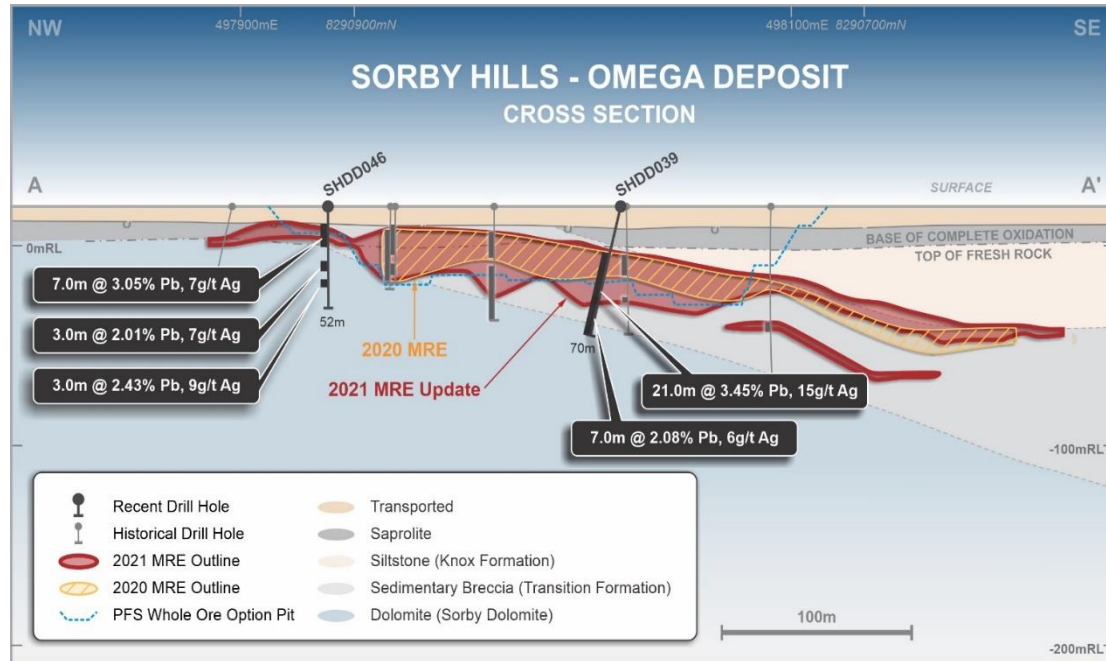 NW
497900mE
8290900mN
498100mE
8290700mN
SE
SORBY HILLS - OMEGA DEPOSIT
CROSS SECTION
A
SHDD046
SHDD039
SURFACE
A'
0mRL
BASE OF COMPLETE OXIDATION
TOP OF FRESH ROCK
7.0m @ 3.05% Pb, 7g/t Ag
3.0m @ 2.01% Pb, 7g/t Ag
52m
2020 MRE
70m
3.0m @ 2.43% Pb, 9g/t Ag
2021 MRE Update
21.0m @ 3.45% Pb, 15g/t Ag
7.0m @ 2.08% Pb, 6g/t Ag
-100mRL
Recent Drill Hole
Historical Drill Hole
2021 MRE Outline
2020 MRE Outline
PFS Whole Ore Option Pit
Transported
Saprolite
Siltstone (Knox Formation)
Sedimentary Breccia (Transition Formation)
Dolomite (Sorby Dolomite)
100m
-200mRL